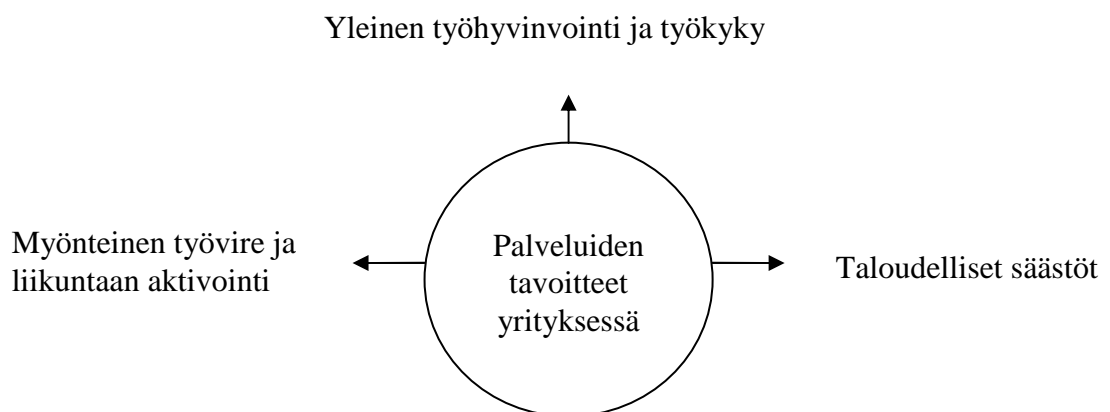 Yleinen työhyvinvointi ja työkyky
Myönteinen työvire ja
liikuntaan aktivointi
Palveluiden
tavoitteet
yrityksessä
Taloudelliset säästöt